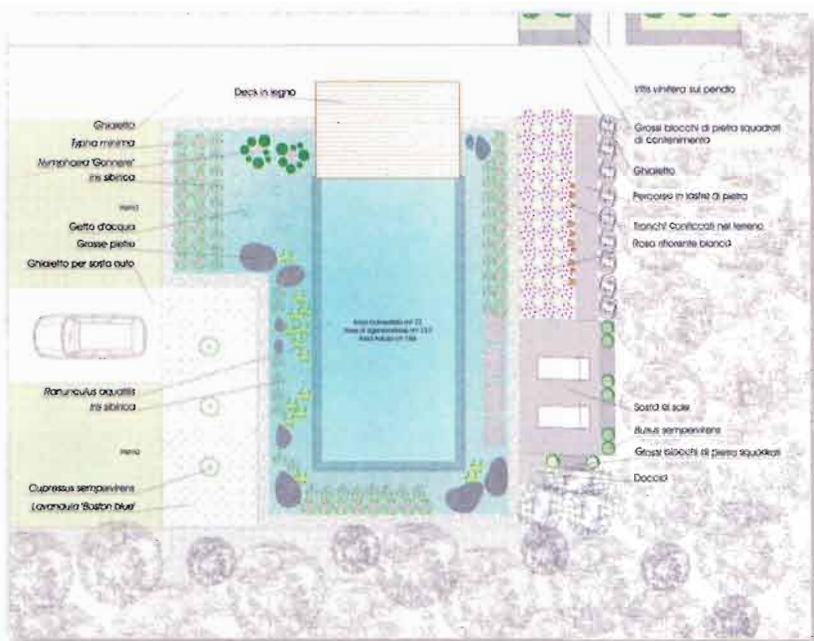 Deck in legno
Ghiaietto
Typha minima
Nymphaea 'Gonnere'
Iris sibirica
Getto d'acqua
Grosse pietre
Ghiaietto per sosta auto
Ranunculus aquatilis
Iris sibirica
Cupressus sempervirens
Lavandula 'Boston blue'
Vitis vinifera sul pendio
Grossi blocchi di pietra squadrati
di contenimento
Ghiaietto
Percorso in lastre di pietra
Tronchi conficcati nel terreno
Rosa rifiorente bianca
Sosta al sole
Buxus sempervirens
Grossi blocchi di pietra squadrati
Doccia